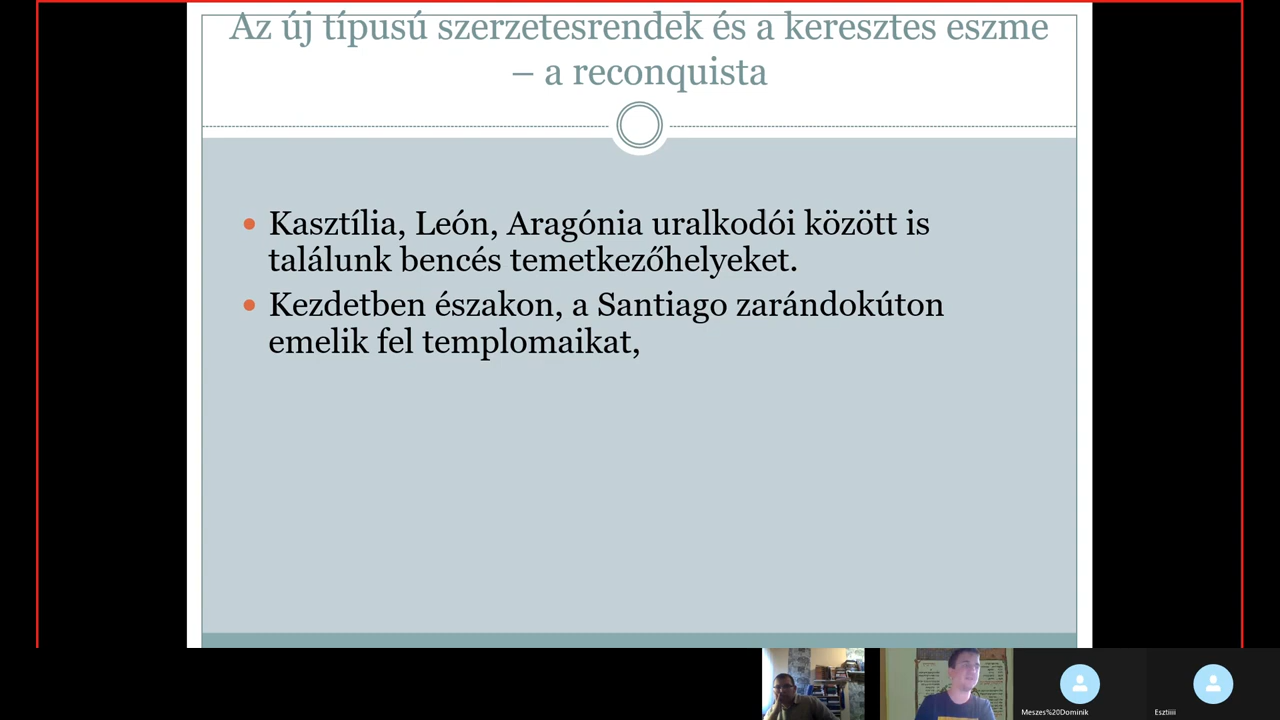 Az új típusú szerzetesrendek és a keresztes eszme
– a reconquista
Kasztília, León, Aragónia uralkodói között is
találunk bencés temetkezőhelyeket.
Kezdetben északon, a Santiago zarándokúton
emelik fel templomaikat,
Meszes%20Dominik
Esztiiii